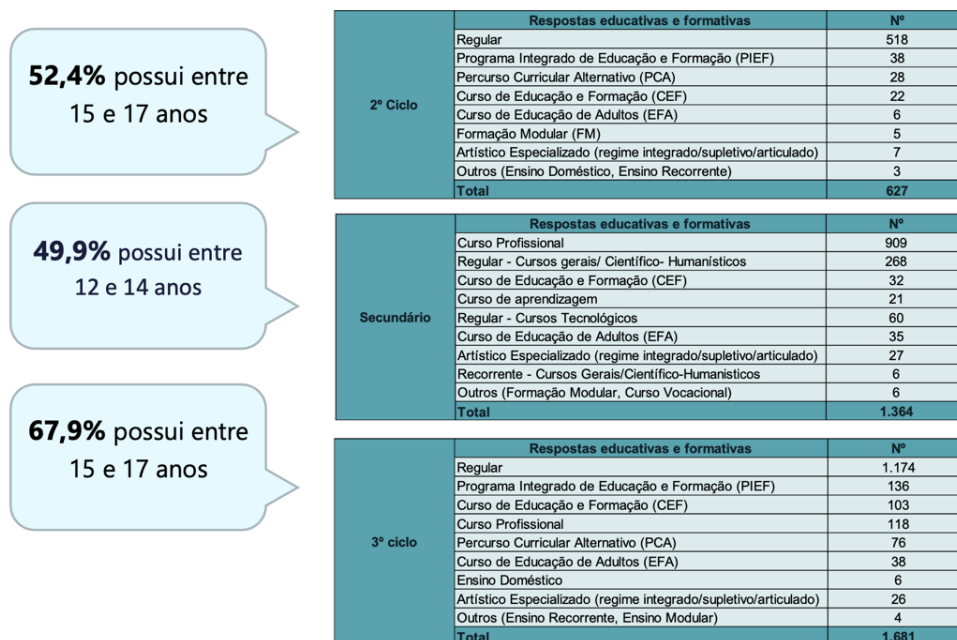 52,4% possui entre
15 e 17 anos
2º Ciclo
Respostas educativas e formativas Nº
Regular 518
Programa Integrado de Educação e Formação (PIEF) 38
Percurso Curricular Alternativo (PCA) 28
Curso de Educação e Formação (CEF) 22
Curso de Educação de Adultos (EFA) 6
Formação Modular (FM) 5
Artístico Especializado (regime integrado/supletivo/articulado) 7
Outros (Ensino Doméstico, Ensino Recorrente) 3
Total 627
49,9% possui entre
12 e 14 anos
Secundário
Respostas educativas e formativas Nº
Curso Profissional 909
Regular - Cursos gerais/ Científico- Humanísticos 268
Curso de Educação e Formação (CEF) 32
Curso de aprendizagem 21
Regular - Cursos Tecnológicos 60
Curso de Educação de Adultos (EFA) 35
Artístico Especializado (regime integrado/supletivo/articulado) 27
Recorrente - Cursos Gerais/Científico-Humanisticos 6
Outros (Formação Modular, Curso Vocacional) 6
Total 1.364
67,9% possui entre
15 e 17 anos
3º ciclo
Respostas educativas e formativas Nº
Regular 1.174
Programa Integrado de Educação e Formação (PIEF) 136
Curso de Educação e Formação (CEF) 103
Curso Profissional 118
Percurso Curricular Alternativo (PCA) 76
Curso de Educação de Adultos (EFA) 38
Ensino Doméstico 6
Artístico Especializado (regime integrado/supletivo/articulado) 26
Outros (Ensino Recorrente, Ensino Modular) 4
Total 1.681